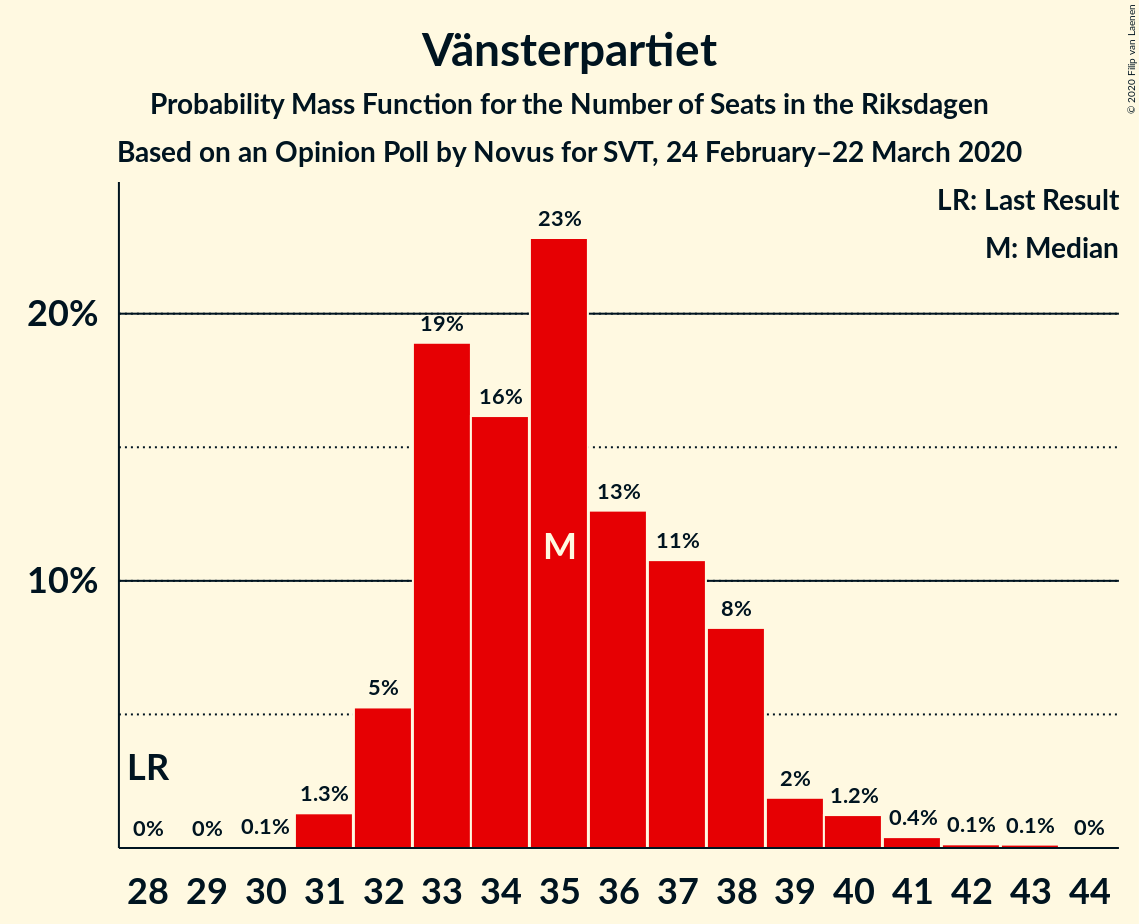 Vänsterpartiet
Probability Mass Function for the Number of Seats in the Riksdagen
Based on an Opinion Poll by Novus for SVT, 24 February–22 March 2020
© 2020 Filip van Laenen
LR: Last Result
M: Median
23%
20%
19%
16%
13%
M
11%
10%
8%
5%
LR
2%
1.3%
1.2%
0.4%
0% 0% 0.1% 0.1% 0.1% 0%
28 29 30 31 32 33 34 35 36 37 38 39 40 41 42 43 44